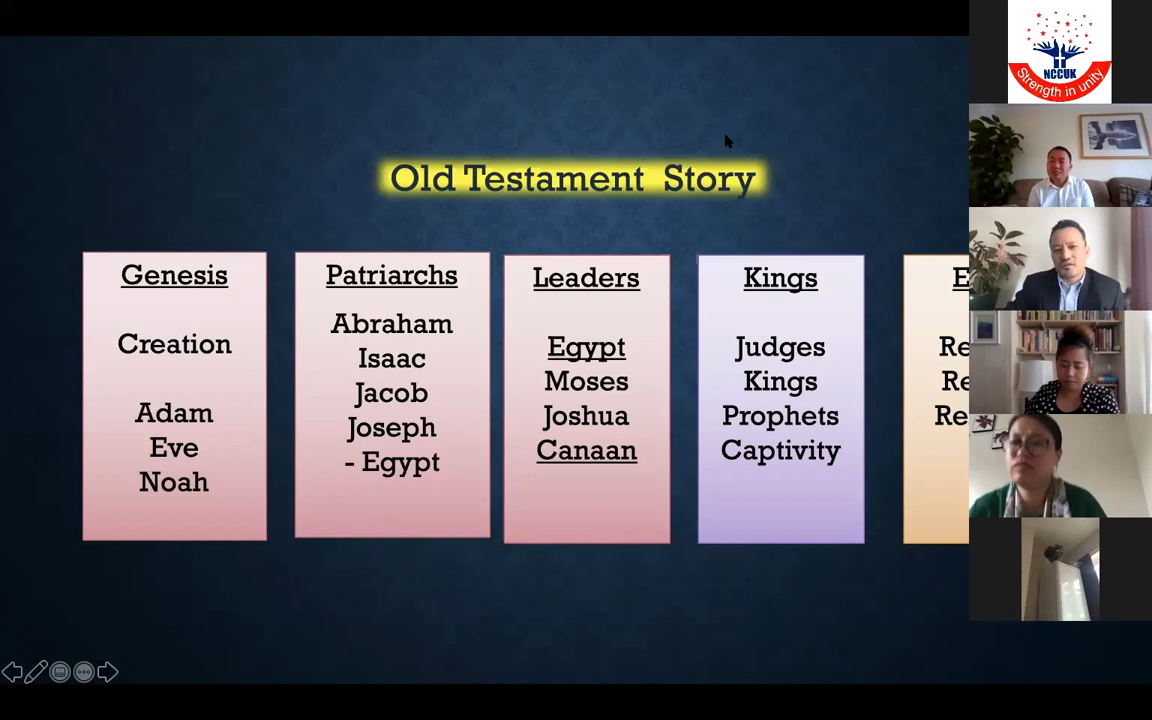 Old Testament Story
Genesis
Creation
Adam
Eve
Noah
Patriarchs
Abraham
Isaac
Jacob
Joseph
- Egypt
Leaders
Egypt
Moses
Joshua
Canaan
Kings
Judges
Kings
Prophets
Captivity
NCCUK
Strength in unity